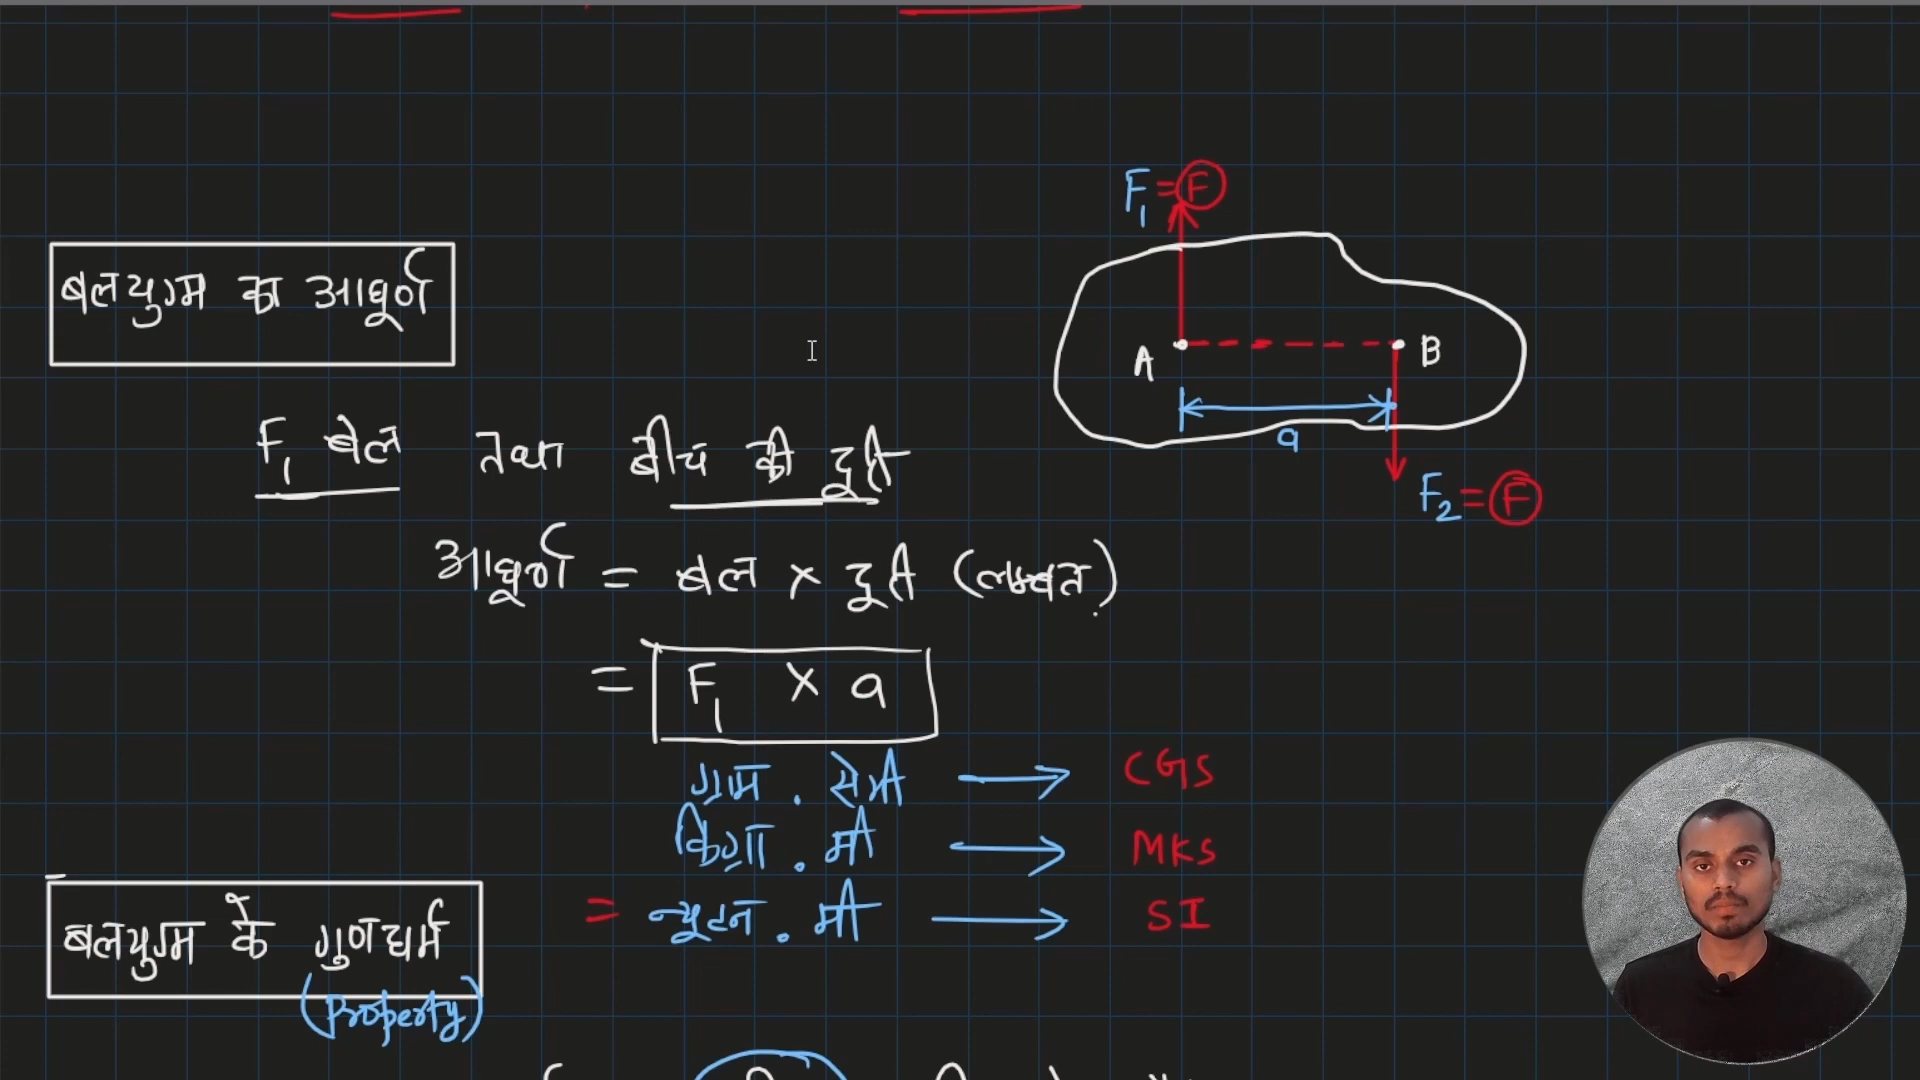 F₁ = F
बलयुग्म का आघूर्ण
A
B
a
F₁ बल तथा बीच की दूरी
F₂ = F
आघूर्ण = बल × दूरी (लम्बवत)
= F₁ × a
ग्राम . सेमी → CGS
किग्रा . मी → MKS
= न्यूटन . मी → SI
बलयुग्म के गुणधर्म
(Property)